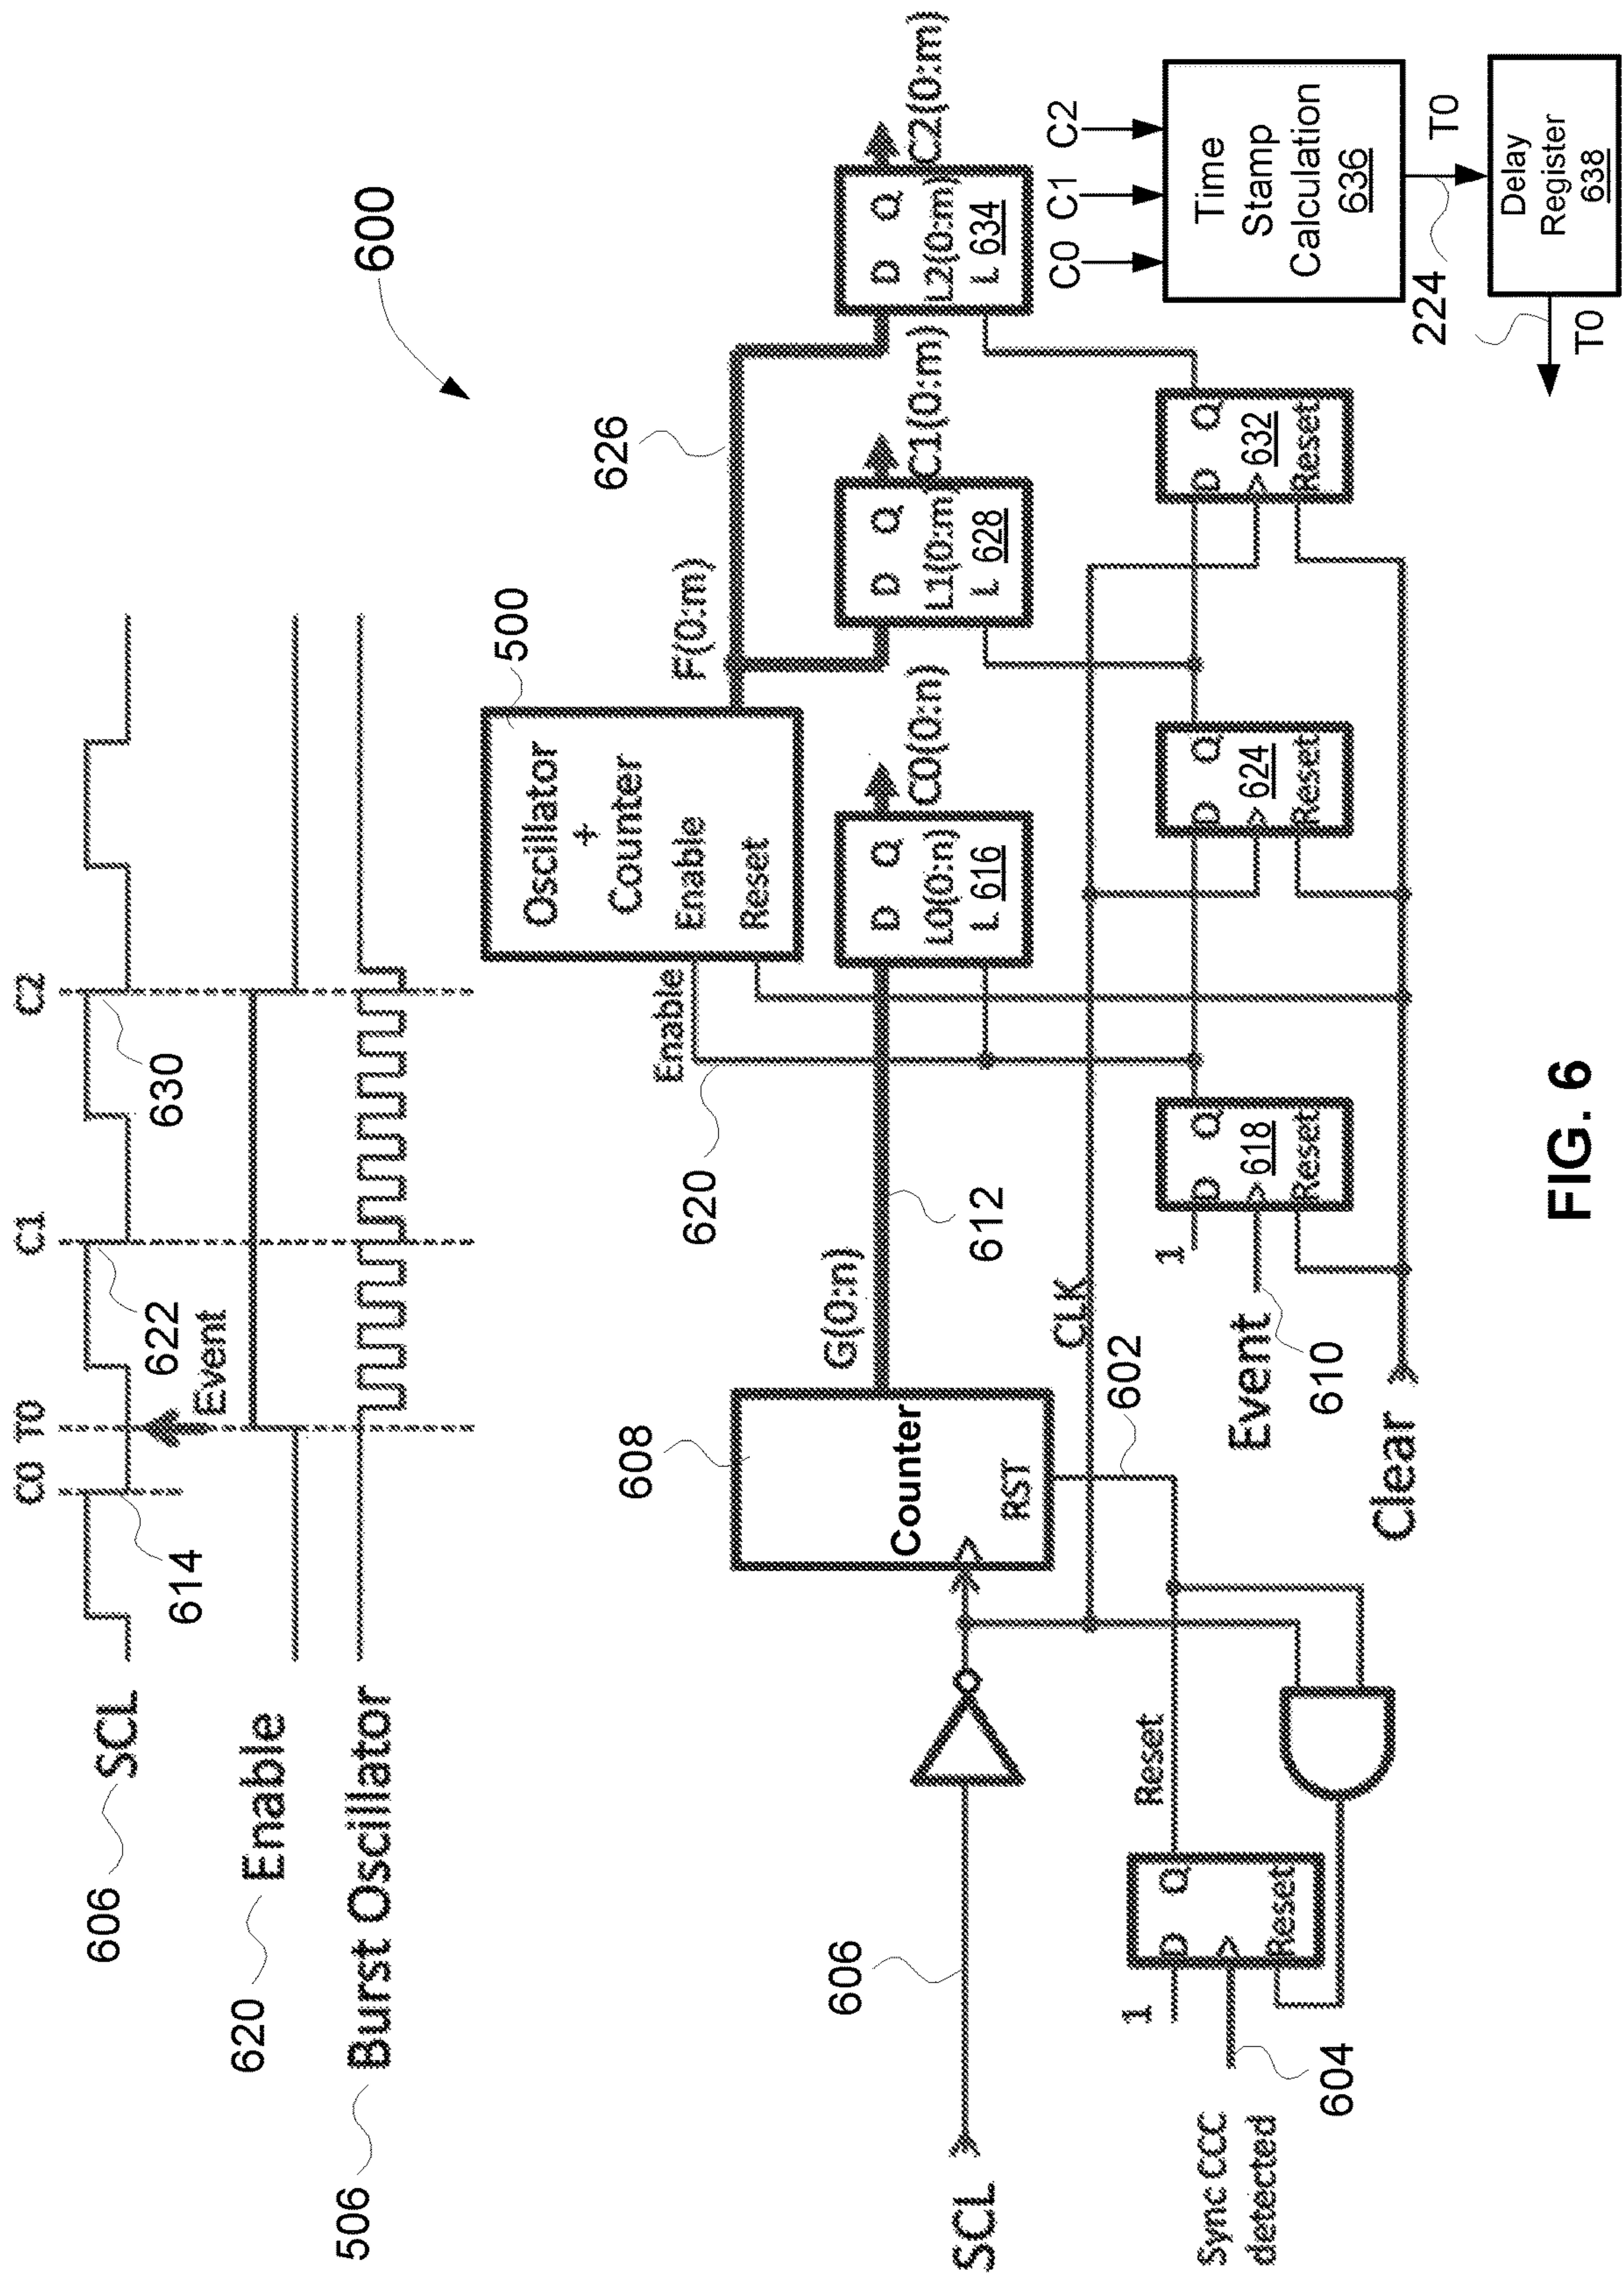 600
C0 T0 C1 C2
606 SCL
614
622
630
Event
620 Enable
506 Burst Oscillator
500
Oscillator
+
Counter
Enable
Reset
Enable
620
F(0:m)
626
608
Counter
RST
G(0:n)
612
D Q
L0(0:n)
L 616
C0(0:n)
D Q
L1(0:m)
L 628
C1(0:m)
D Q
L2(0:m)
L 634
C2(0:m)
606
SCL
CLK
602
Reset
1
D Q
Reset
Sync CCC
detected
604
1
D Q
618
Reset
Event
610
D Q
624
Reset
D Q
632
Reset
Clear
C0 C1 C2
Time
Stamp
Calculation
636
224
T0
Delay
Register
638
T0
FIG. 6